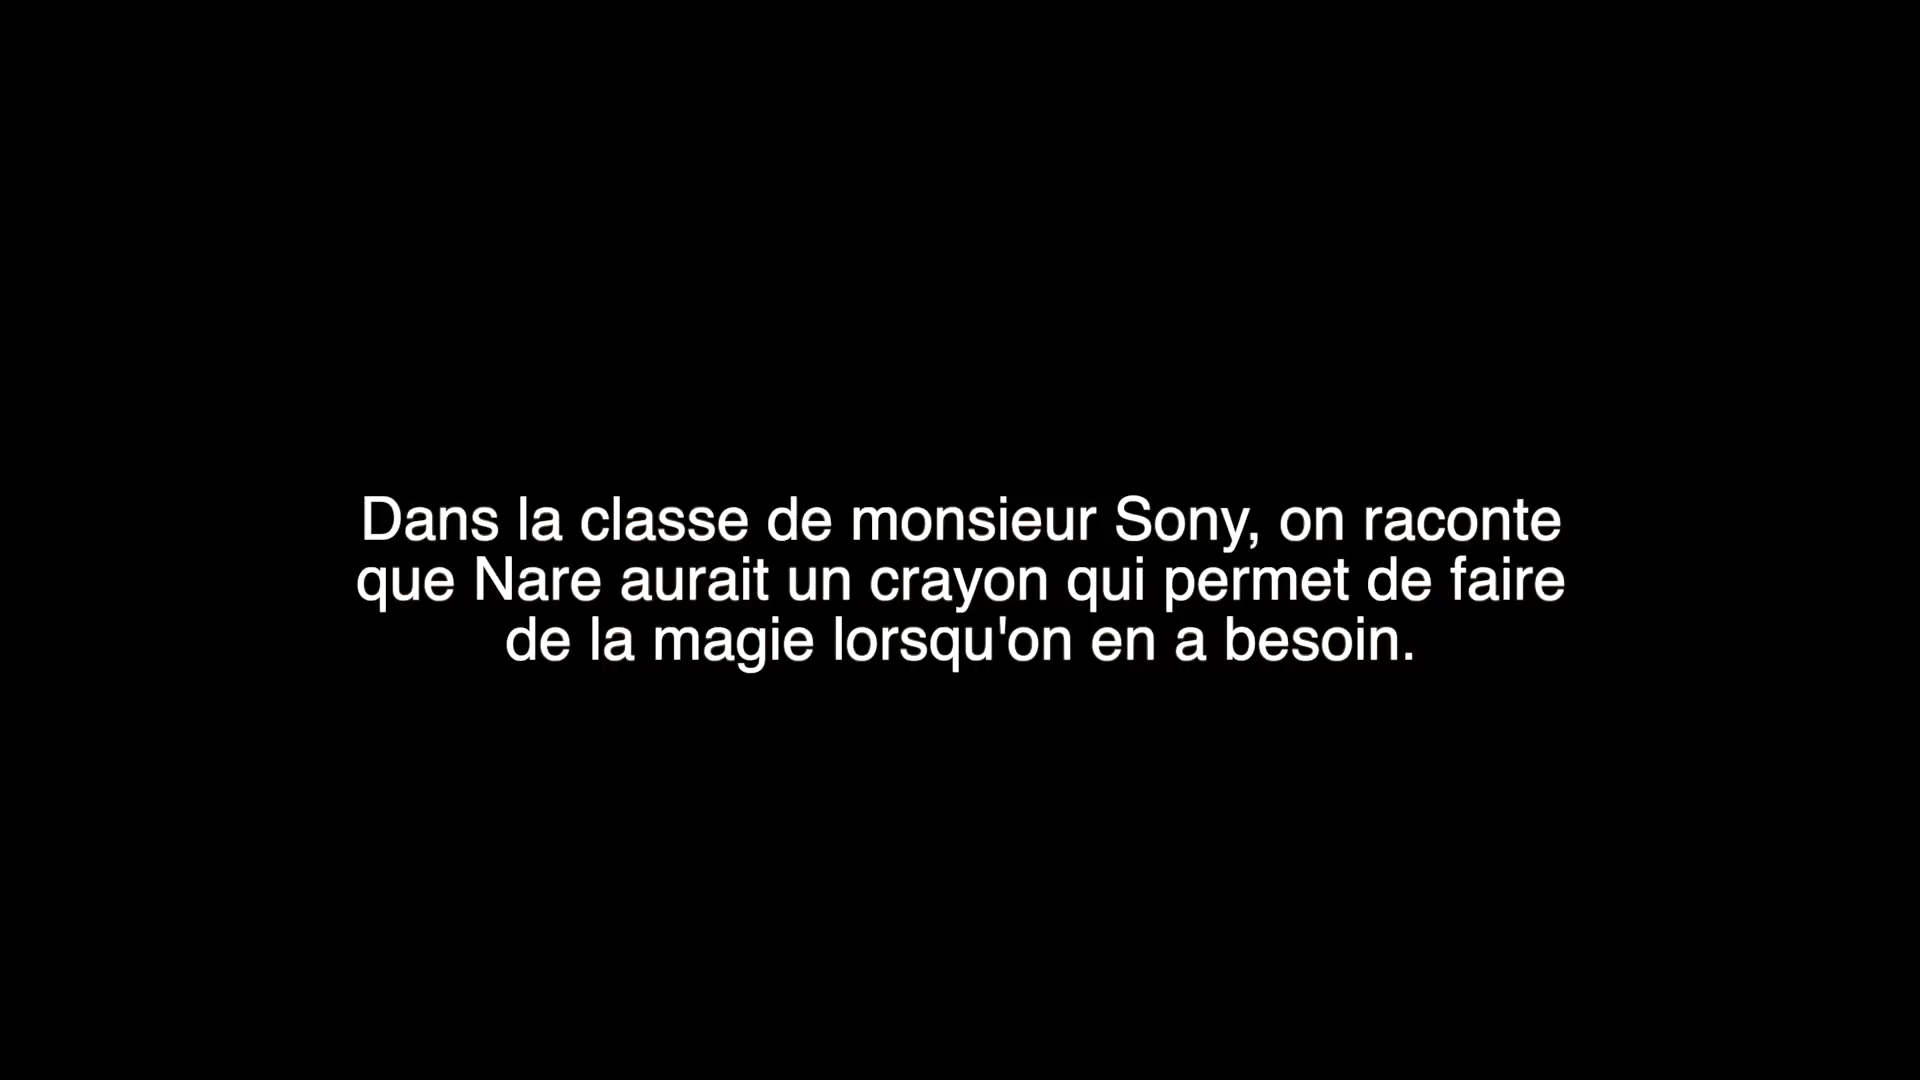 Dans la classe de monsieur Sony, on raconte
que Nare aurait un crayon qui permet de faire
de la magie lorsqu'on en a besoin.